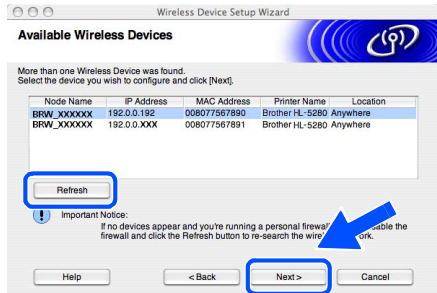 Wireless Device Setup Wizard
Available Wireless Devices
More than one Wireless Device was found.
Select the device you wish to configure and click [Next].
Node Name IP Address MAC Address Printer Name Location
BRW_XXXXXX 192.0.0.192 008077567890 Brother HL-5280 Anywhere
BRW_XXXXXX 192.0.0.XXX 008077567891 Brother HL-5280 Anywhere
Refresh
Important Notice:
If no devices appear and you're running a personal firewall able the
firewall and click the Refresh button to re-search the wirel ork.
Help < Back Next > Cancel